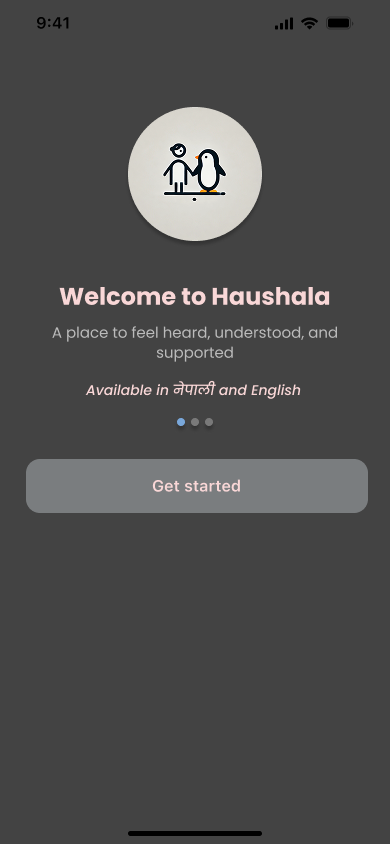 9:41
Welcome to Haushala
A place to feel heard, understood, and
supported
Available in नेपाली and English
Get started